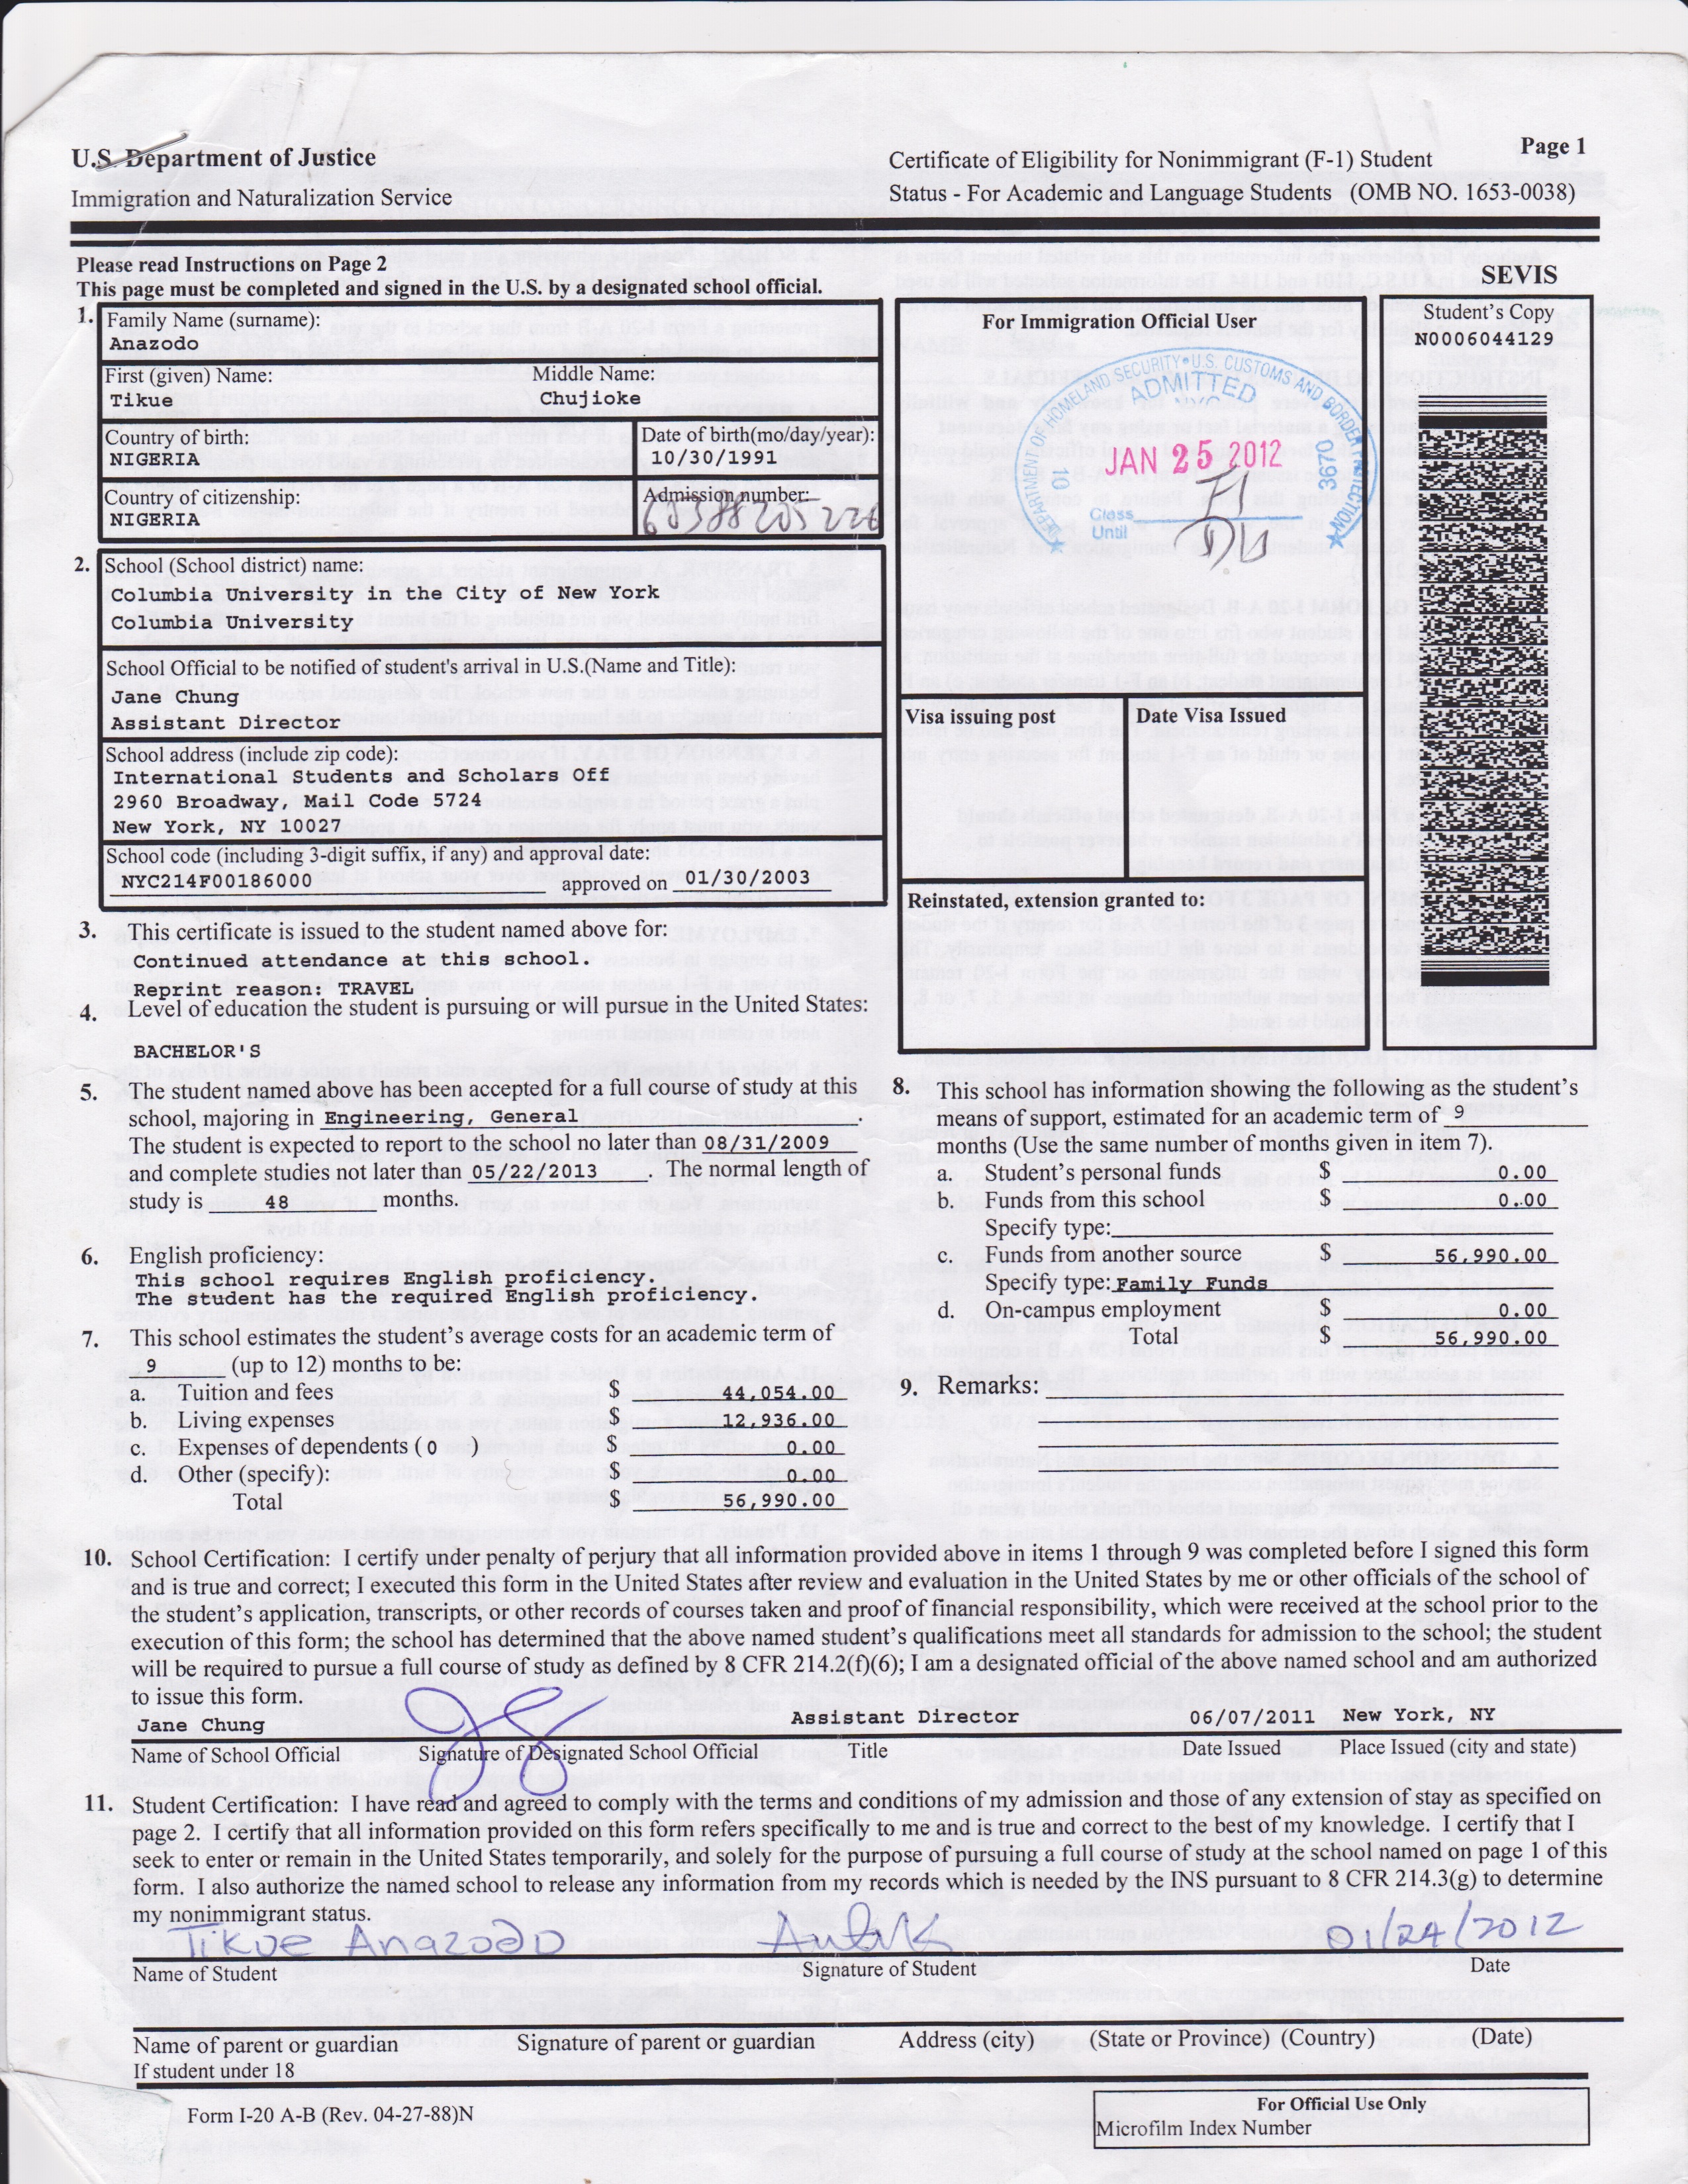 Page 1
U.S. Department of Justice
Immigration and Naturalization Service
Certificate of Eligibility for Nonimmigrant (F-1) Student
Status - For Academic and Language Students (OMB NO. 1653-0038)
Please read Instructions on Page 2
This page must be completed and signed in the U.S. by a designated school official.
SEVIS
1.
Family Name (surname):
Anazodo
First (given) Name:
Middle Name:
Tikue
Chujioke
Country of birth:
Date of birth(mo/day/year):
NIGERIA
10/30/1991
Country of citizenship:
Admission number:
NIGERIA
For Immigration Official Use
DEPARTMENT OF HOMELAND SECURITY • U.S. CUSTOMS AND BORDER PROTECTION
ADMITTED
NYC
JAN 25 2012
10
3670
Class F1
Until D/S
Student's Copy
N0006044129
2.
School (School district) name:
Columbia University in the City of New York
Columbia University
School Official to be notified of student's arrival in U.S.(Name and Title):
Jane Chung
Assistant Director
School address (include zip code):
International Students and Scholars Off
2960 Broadway, Mail Code 5724
New York, NY 10027
School code (including 3-digit suffix, if any) and approval date:
NYC214F00186000 approved on 01/30/2003
Visa issuing post
Date Visa Issued
Reinstated, extension granted to:
3. This certificate is issued to the student named above for:
Continued attendance at this school.
Reprint reason: TRAVEL
4. Level of education the student is pursuing or will pursue in the United States:
BACHELOR'S
5. The student named above has been accepted for a full course of study at this
school, majoring in Engineering, General .
The student is expected to report to the school no later than 08/31/2009
and complete studies not later than 05/22/2013 . The normal length of
study is 48 months.
6. English proficiency:
This school requires English proficiency.
The student has the required English proficiency.
7. This school estimates the student's average costs for an academic term of
9 (up to 12) months to be:
a. Tuition and fees $ 44,054.00
b. Living expenses $ 12,936.00
c. Expenses of dependents ( 0 ) $ 0.00
d. Other (specify): $ 0.00
Total $ 56,990.00
8. This school has information showing the following as the student's
means of support, estimated for an academic term of 9
months (Use the same number of months given in item 7).
a. Student's personal funds $ 0.00
b. Funds from this school $ 0.00
Specify type:
c. Funds from another source $ 56,990.00
Specify type: Family Funds
d. On-campus employment $ 0.00
Total $ 56,990.00
9. Remarks:
10. School Certification: I certify under penalty of perjury that all information provided above in items 1 through 9 was completed before I signed this form
and is true and correct; I executed this form in the United States after review and evaluation in the United States by me or other officials of the school of
the student's application, transcripts, or other records of courses taken and proof of financial responsibility, which were received at the school prior to the
execution of this form; the school has determined that the above named student's qualifications meet all standards for admission to the school; the student
will be required to pursue a full course of study as defined by 8 CFR 214.2(f)(6); I am a designated official of the above named school and am authorized
to issue this form.
Jane Chung Assistant Director 06/07/2011 New York, NY
Name of School Official Signature of Designated School Official Title Date Issued Place Issued (city and state)
11. Student Certification: I have read and agreed to comply with the terms and conditions of my admission and those of any extension of stay as specified on
page 2. I certify that all information provided on this form refers specifically to me and is true and correct to the best of my knowledge. I certify that I
seek to enter or remain in the United States temporarily, and solely for the purpose of pursuing a full course of study at the school named on page 1 of this
form. I also authorize the named school to release any information from my records which is needed by the INS pursuant to 8 CFR 214.3(g) to determine
my nonimmigrant status.
Tikue Anazodo 01/24/2012
Name of Student Signature of Student Date
Name of parent or guardian Signature of parent or guardian Address (city) (State or Province) (Country) (Date)
If student under 18
Form I-20 A-B (Rev. 04-27-88)N
For Official Use Only
Microfilm Index Number